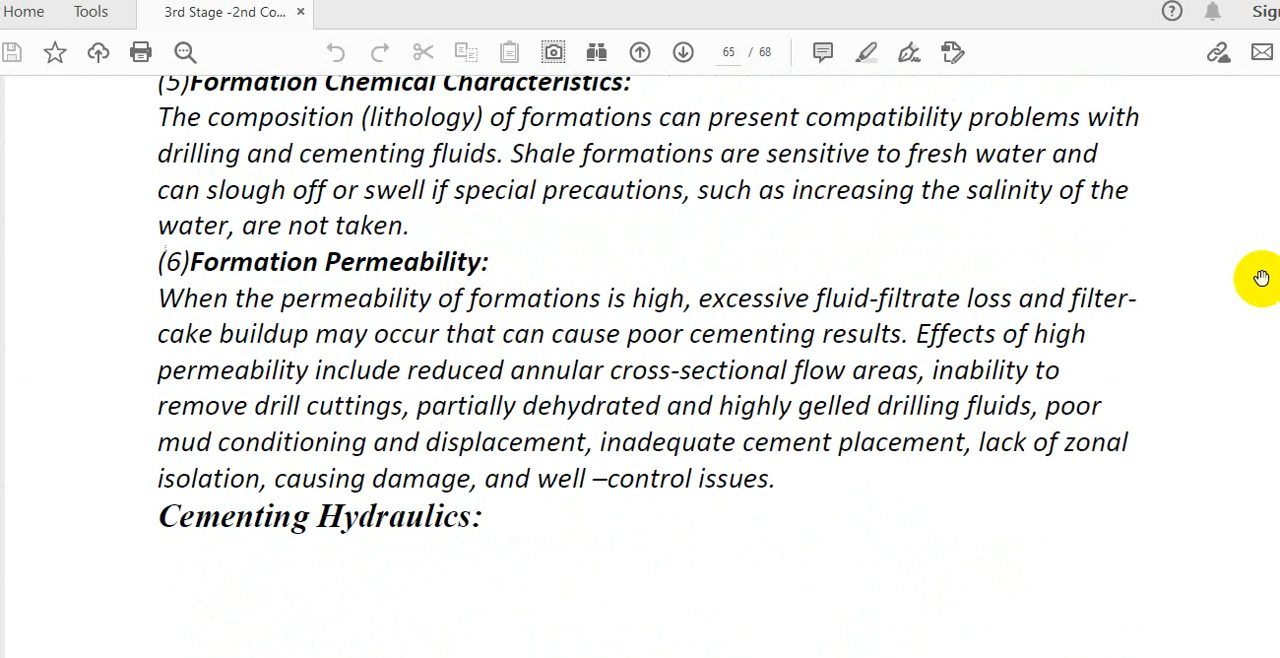 Home Tools 3rd Stage -2nd Co... ×
65 / 68
(5)Formation Chemical Characteristics:
The composition (lithology) of formations can present compatibility problems with
drilling and cementing fluids. Shale formations are sensitive to fresh water and
can slough off or swell if special precautions, such as increasing the salinity of the
water, are not taken.
(6)Formation Permeability:
When the permeability of formations is high, excessive fluid-filtrate loss and filter-
cake buildup may occur that can cause poor cementing results. Effects of high
permeability include reduced annular cross-sectional flow areas, inability to
remove drill cuttings, partially dehydrated and highly gelled drilling fluids, poor
mud conditioning and displacement, inadequate cement placement, lack of zonal
isolation, causing damage, and well –control issues.
Cementing Hydraulics: